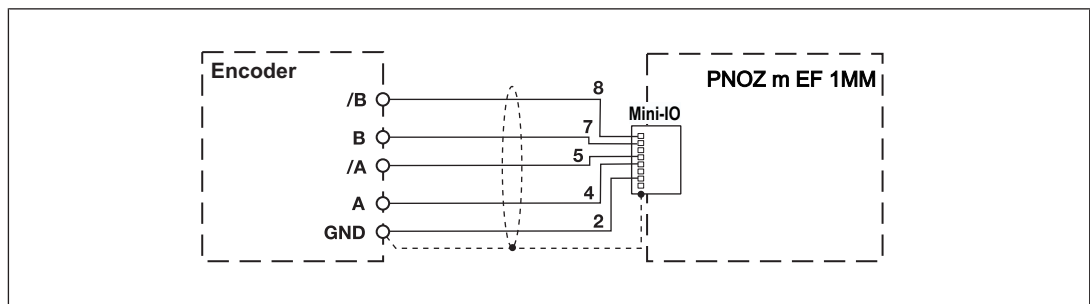 Encoder
PNOZ m EF 1MM
/B
8
Mini-IO
B
7
/A
5
A
4
GND
2